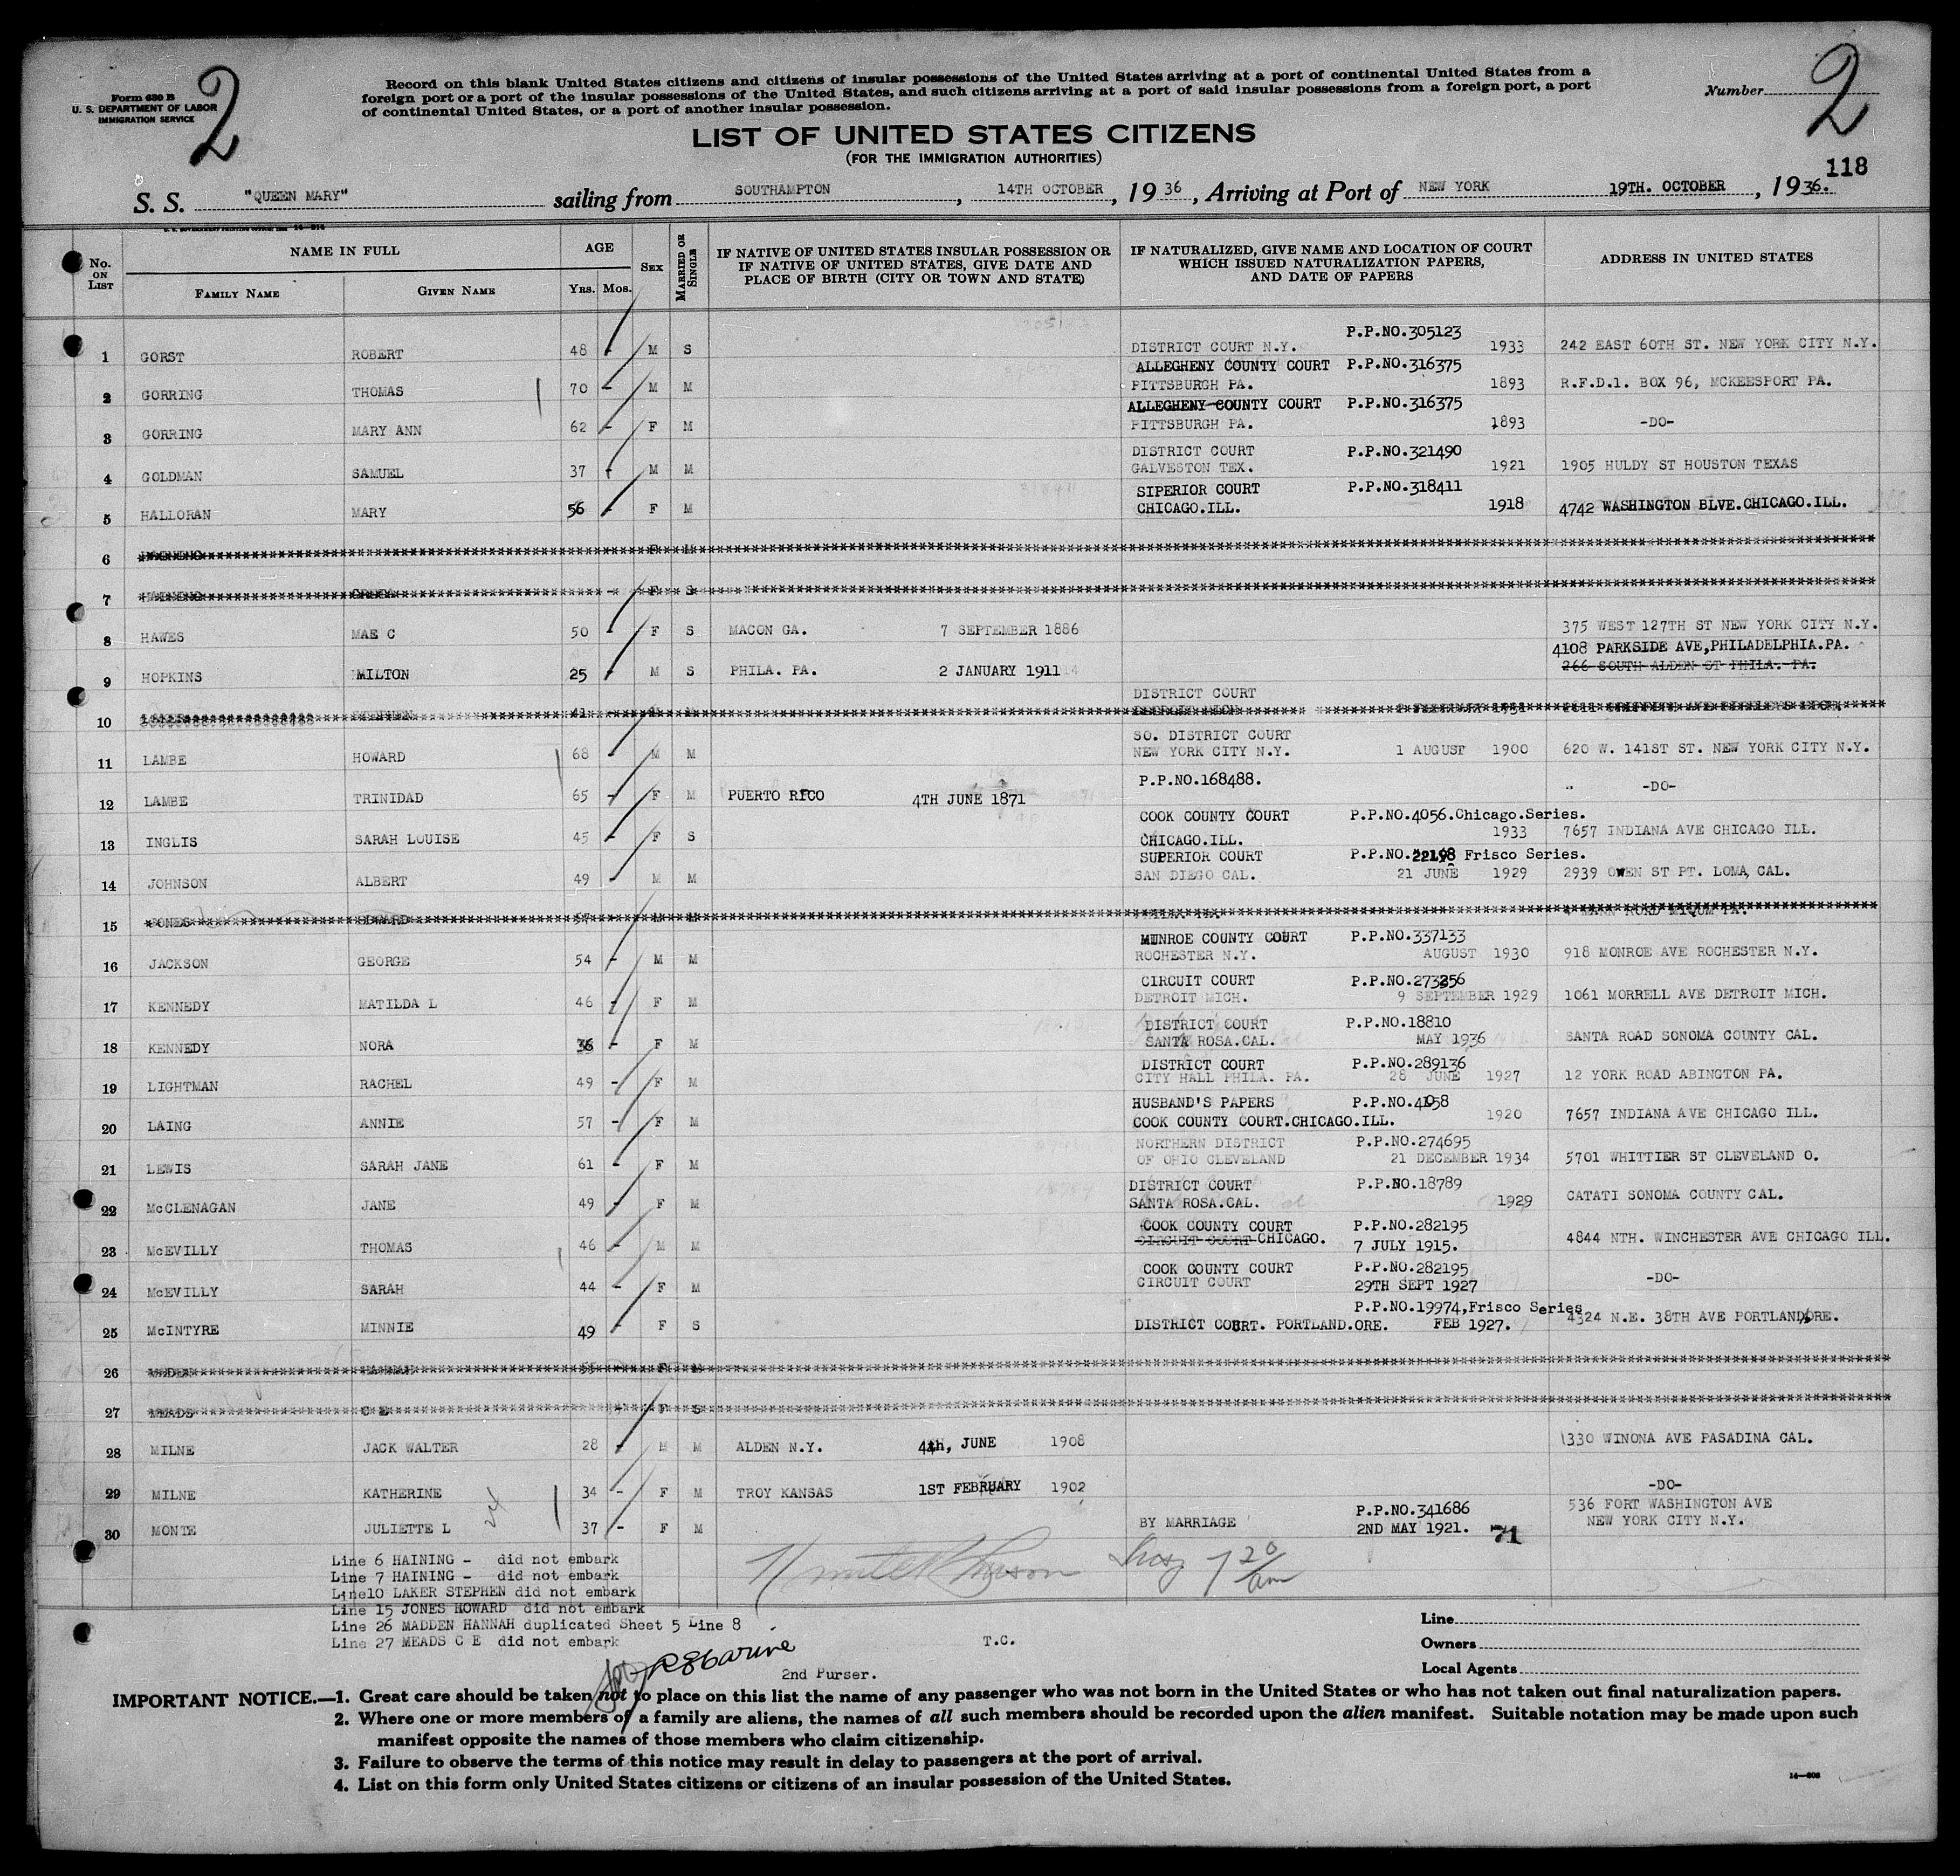 2
2
Form 630 B
U. S. DEPARTMENT OF LABOR
IMMIGRATION SERVICE
Record on this blank United States citizens and citizens of insular possessions of the United States arriving at a port of continental United States from a
foreign port or a port of the insular possessions of the United States, and such citizens arriving at a port of said insular possessions from a foreign port, a port
of continental United States, or a port of another insular possession.
Number
LIST OF UNITED STATES CITIZENS
(FOR THE IMMIGRATION AUTHORITIES)
118
S. S. "QUEEN MARY" sailing from SOUTHAMPTON, 14TH OCTOBER, 1936, Arriving at Port of NEW YORK 19TH. OCTOBER, 1936.
No. ON LIST
NAME IN FULL
FAMILY NAME GIVEN NAME
AGE
YRS. MOS.
SEX
MARRIED OR SINGLE
IF NATIVE OF UNITED STATES INSULAR POSSESSION OR
IF NATIVE OF UNITED STATES, GIVE DATE AND
PLACE OF BIRTH (CITY OR TOWN AND STATE)
IF NATURALIZED, GIVE NAME AND LOCATION OF COURT
WHICH ISSUED NATURALIZATION PAPERS,
AND DATE OF PAPERS
ADDRESS IN UNITED STATES
P.P.NO.305123
1 GORST ROBERT 48 - M S DISTRICT COURT N.Y. 1933 242 EAST 60TH ST. NEW YORK CITY N.Y.
ALLEGHENY COUNTY COURT P.P.NO.316375
2 GORRING THOMAS 70 - M M PITTSBURGH PA. 1893 R.F.D.1. BOX 96, MCKEESPORT PA.
ALLEGHENY COUNTY COURT P.P.NO.316375
3 GORRING MARY ANN 62 - F M PITTSBURGH PA. 1893 -DO-
DISTRICT COURT P.P.NO.321490
4 GOLDMAN SAMUEL 37 - M M GALVESTON TEX. 1921 1905 HULDY ST HOUSTON TEXAS
SIPERIOR COURT P.P.NO.318411
5 HALLORAN MARY 56 - F M CHICAGO.ILL. 1918 4742 WASHINGTON BLVE.CHICAGO.ILL.
6
7 F S
8 HAWES MAE C 50 - F S MACON GA. 7 SEPTEMBER 1886 375 WEST 127TH ST NEW YORK CITY N.Y.
4108 PARKSIDE AVE,PHILADELPHIA.PA.
9 HOPKINS MILTON 25 - M S PHILA. PA. 2 JANUARY 1911 266 SOUTH ALDEN ST PHILA. PA.
DISTRICT COURT
10 STEPHEN 41 DETROIT MICH
SO. DISTRICT COURT
11 LAMBE HOWARD 68 - M M NEW YORK CITY N.Y. 1 AUGUST 1900 620 W. 141ST ST. NEW YORK CITY N.Y.
P.P.NO.168488.
12 LAMBE TRINIDAD 65 - F M PUERTO RICO 4TH JUNE 1871 -DO-
COOK COUNTY COURT P.P.NO.4056.Chicago.Series.
13 INGLIS SARAH LOUISE 45 - F S CHICAGO.ILL. 1933 7657 INDIANA AVE CHICAGO ILL.
SUPERIOR COURT P.P.NO.22198 Frisco Series.
14 JOHNSON ALBERT 49 - M M SAN DIEGO CAL. 21 JUNE 1929 2939 OWEN ST PT. LOMA, CAL.
15 JONES EDWARD
MUNROE COUNTY COURT P.P.NO.337133
16 JACKSON GEORGE 54 - M M ROCHESTER N.Y. AUGUST 1930 918 MONROE AVE ROCHESTER N.Y.
CIRCUIT COURT P.P.NO.273256
17 KENNEDY MATILDA L 46 - F M DETROIT MICH. 9 SEPTEMBER 1929 1061 MORRELL AVE DETROIT MICH.
DISTRICT COURT P.P.NO.18810
18 KENNEDY NORA 36 - F M SANTA ROSA.CAL. MAY 1936 SANTA ROAD SONOMA COUNTY CAL.
DISTRICT COURT P.P.NO.289136
19 LIGHTMAN RACHEL 49 - F M CITY HALL PHILA. PA. 28 JUNE 1927 12 YORK ROAD ABINGTON PA.
HUSBAND'S PAPERS P.P.NO.4058
20 LAING ANNIE 57 - F M COOK COUNTY COURT.CHICAGO.ILL. 1920 7657 INDIANA AVE CHICAGO ILL.
NORTHERN DISTRICT P.P.NO.274695
21 LEWIS SARAH JANE 61 - F M OF OHIO CLEVELAND 21 DECEMBER 1934 5701 WHITTIER ST CLEVELAND O.
DISTRICT COURT P.P.NO.18789
22 McCLENAGAN JANE 49 - F M SANTA ROSA.CAL. 1929 CATATI SONOMA COUNTY CAL.
COOK COUNTY COURT P.P.NO.282195
23 McEVILLY THOMAS 46 - M M CIRCUIT COURT CHICAGO. 7 JULY 1915. 4844 NTH. WINCHESTER AVE CHICAGO ILL.
COOK COUNTY COURT P.P.NO.282195
24 McEVILLY SARAH 44 - F M CIRCUIT COURT 29TH SEPT 1927 -DO-
P.P.NO.19974,Frisco Series
25 McINTYRE MINNIE 49 - F S DISTRICT COURT. PORTLAND.ORE. FEB 1927. 4324 N.E. 38TH AVE PORTLAND,ORE.
26 HANNAH
27 MEADS C E - F S
28 MILNE JACK WALTER 28 - M M ALDEN N.Y. 4th, JUNE 1908 1330 WINONA AVE PASADINA CAL.
29 MILNE KATHERINE 34 - F M TROY KANSAS 1ST FEBRUARY 1902 -DO-
P.P.NO.341686 536 FORT WASHINGTON AVE
30 MONTE JULIETTE L 37 - F M BY MARRIAGE 2ND MAY 1921. 71 NEW YORK CITY N.Y.
Line 6 HAINING - did not embark
Line 7 HAINING - did not embark
Line10 LAKER STEPHEN did not embark
Line 15 JONES HOWARD did not embark
Line 26 MADDEN HANNAH duplicated Sheet 5 Line 8
Line 27 MEADS C E did not embark
7 20/am
T.C.
2nd Purser.
Line
Owners
Local Agents
IMPORTANT NOTICE.—1. Great care should be taken not to place on this list the name of any passenger who was not born in the United States or who has not taken out final naturalization papers.
2. Where one or more members of a family are aliens, the names of all such members should be recorded upon the alien manifest. Suitable notation may be made upon such
manifest opposite the names of those members who claim citizenship.
3. Failure to observe the terms of this notice may result in delay to passengers at the port of arrival.
4. List on this form only United States citizens or citizens of an insular possession of the United States.